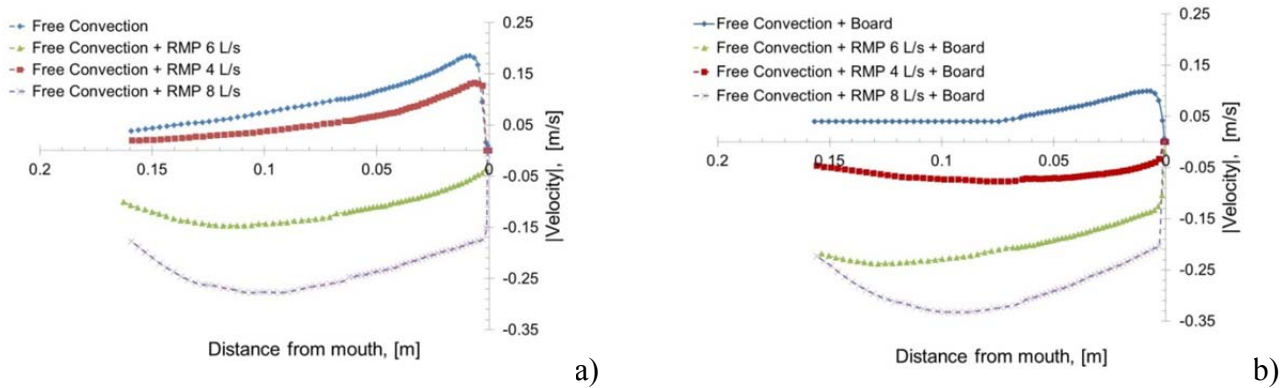 Free Convection
Free Convection + RMP 6 L/s
Free Convection + RMP 4 L/s
Free Convection + RMP 8 L/s
0.25
0.15
0.05
-0.05
-0.15
-0.25
-0.35
0.2
0.15
0.1
0.05
0
|Velocity|, [m/s]
Distance from mouth, [m]
a)
Free Convection + Board
Free Convection + RMP 6 L/s + Board
Free Convection + RMP 4 L/s + Board
Free Convection + RMP 8 L/s + Board
0.25
0.15
0.05
-0.05
-0.15
-0.25
-0.35
0.2
0.15
0.1
0.05
0
|Velocity|, [m/s]
Distance from mouth, [m]
b)